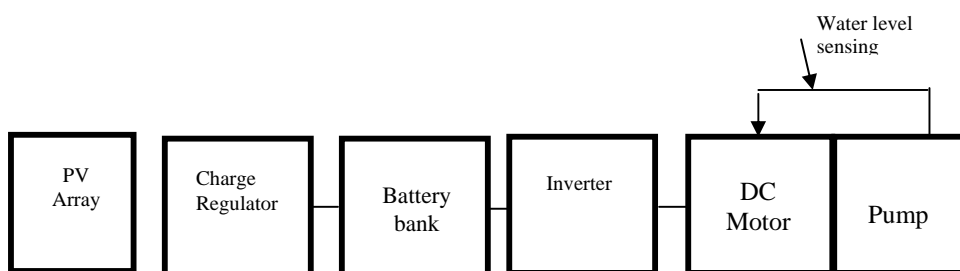 Water level
sensing
PV
Array
Charge
Regulator
Battery
bank
Inverter
DC
Motor
Pump